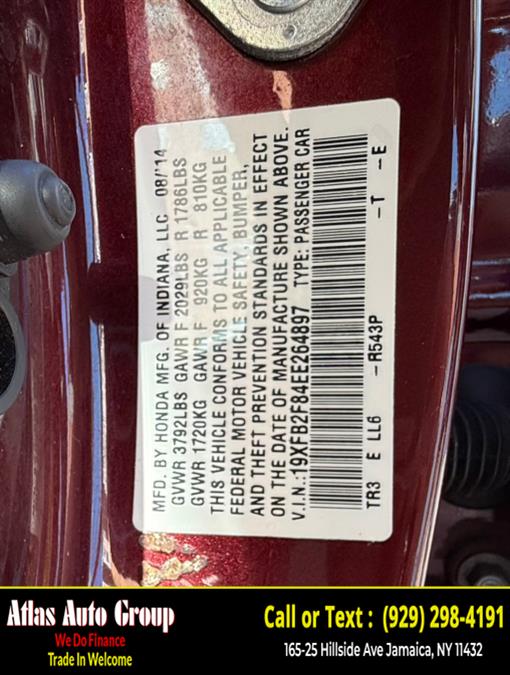 MFD. BY HONDA MFG. OF INDIANA, LLC 08/'14
GVWR 3792LBS GAWR F 2029LBS R 1786LBS
GVWR 1720KG GAWR F 920KG R 810KG
THIS VEHICLE CONFORMS TO ALL APPLICABLE
FEDERAL MOTOR VEHICLE SAFETY, BUMPER,
AND THEFT PREVENTION STANDARDS IN EFFECT
ON THE DATE OF MANUFACTURE SHOWN ABOVE.
V.I.N.:19XFB2F84EE264897 TYPE: PASSENGER CAR
TR3 E LL6 -R543P -T -E
Atlas Auto Group
We Do Finance
Trade In Welcome
Call or Text : (929) 298-4191
165-25 Hillside Ave Jamaica, NY 11432